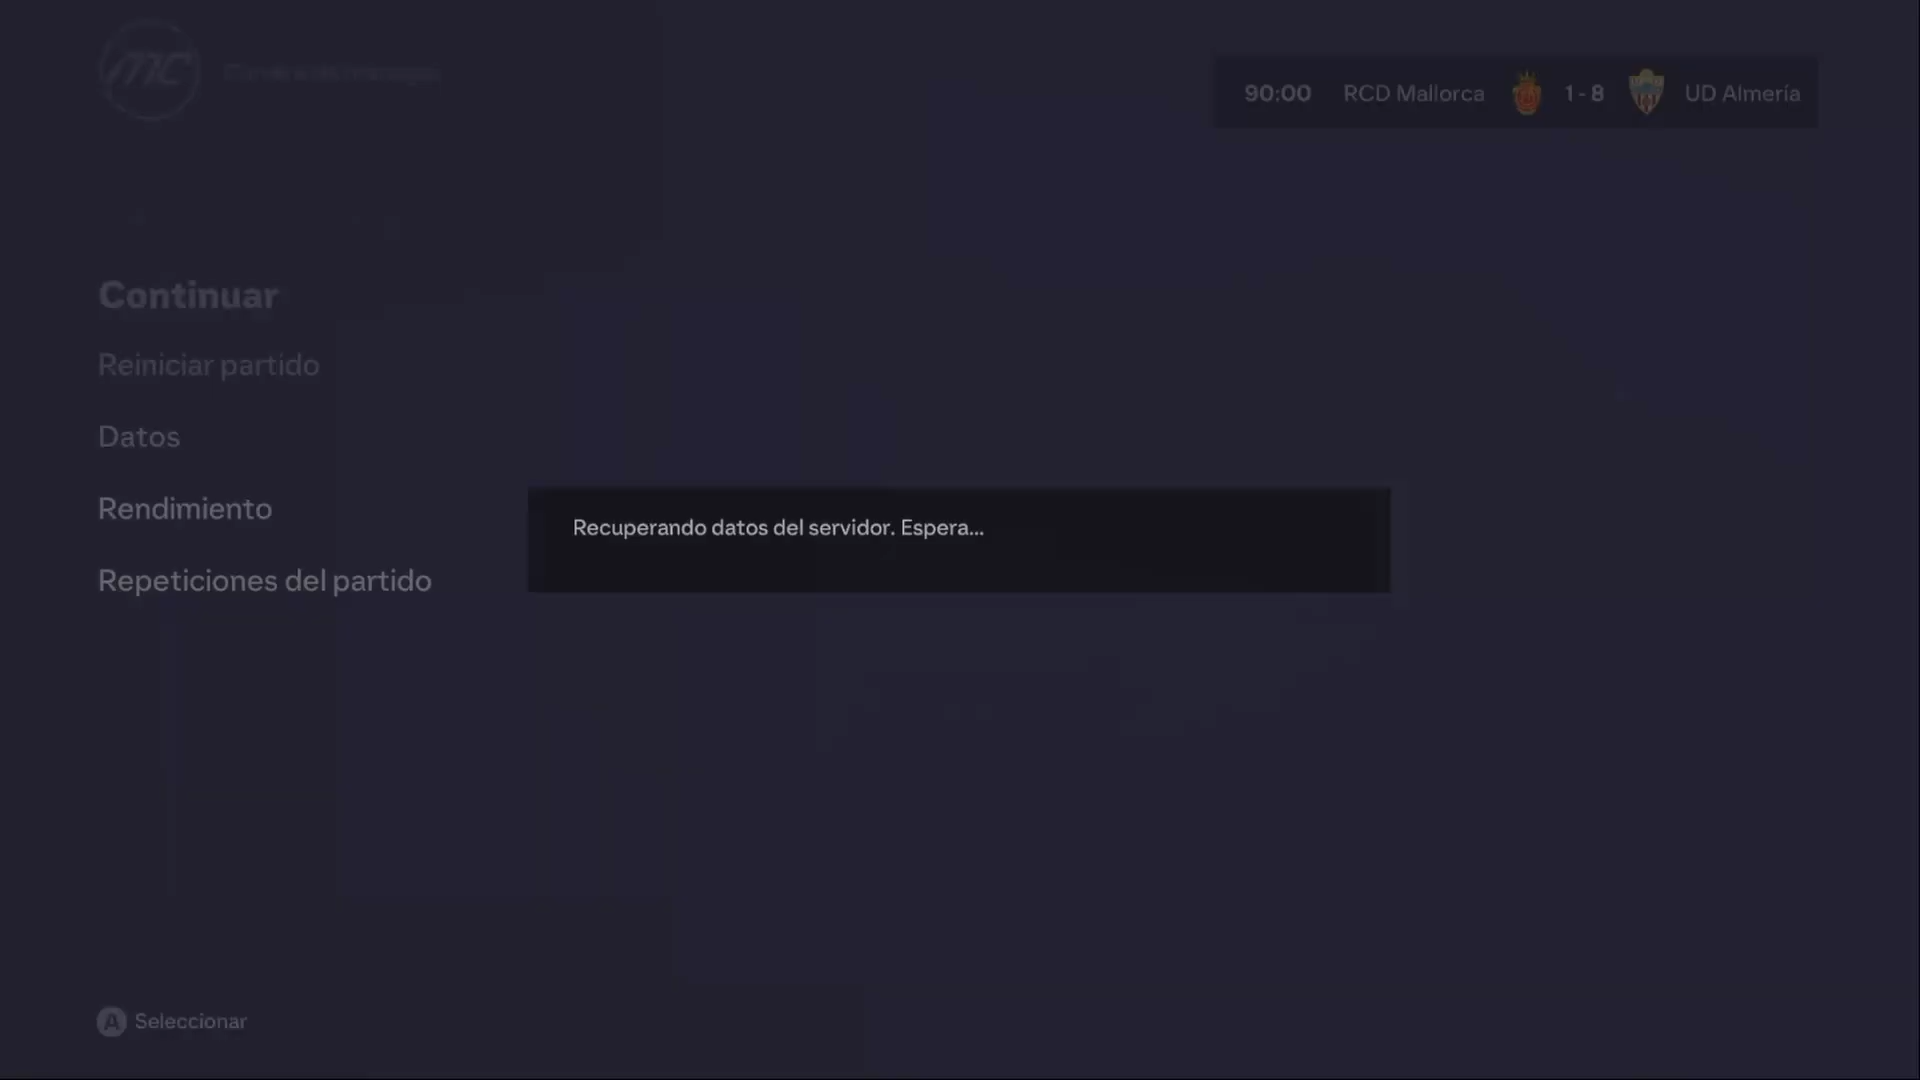 MC
90:00 RCD Mallorca 1 - 8 UD Almería
Continuar
Reiniciar partido
Datos
Rendimiento
Repeticiones del partido
Recuperando datos del servidor. Espera...
A Seleccionar